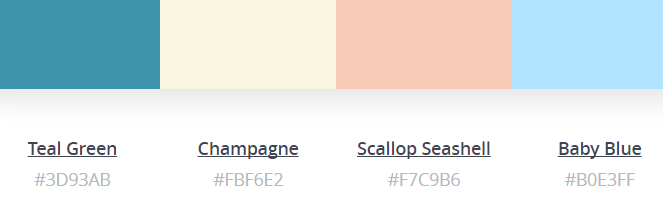 Teal Green Champagne Scallop Seashell Baby Blue
#3D93AB #FBF6E2 #F7C9B6 #B0E3FF